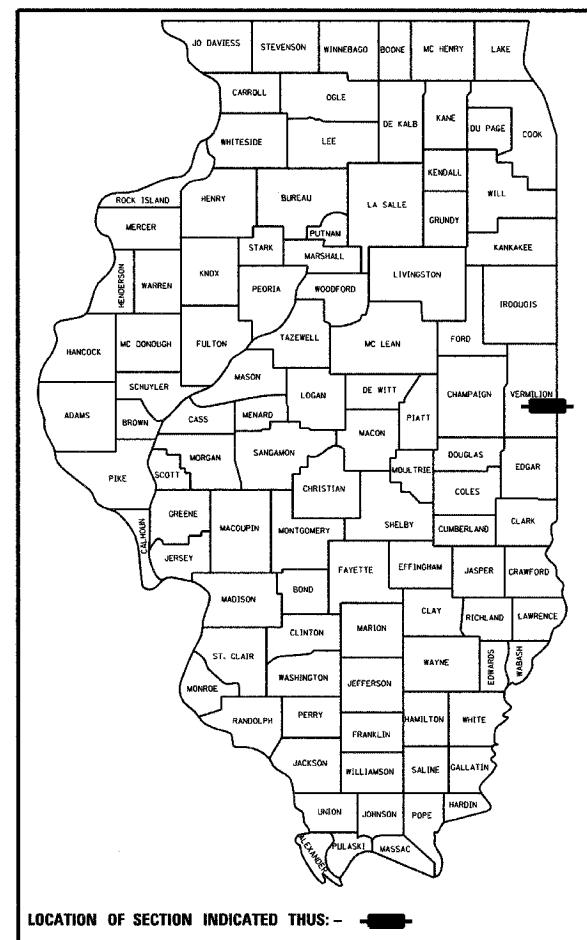 JO DAVIESS STEVENSON WINNEBAGO BOONE MC HENRY LAKE
CARROLL OGLE DE KALB KANE DU PAGE COOK
WHITESIDE LEE KENDALL WILL
ROCK ISLAND HENRY BUREAU LA SALLE GRUNDY
MERCER PUTNAM KANKAKEE
STARK MARSHALL
HENDERSON WARREN KNOX PEORIA WOODFORD LIVINGSTON IROQUOIS
HANCOCK MC DONOUGH FULTON TAZEWELL MC LEAN FORD
SCHUYLER MASON LOGAN DE WITT CHAMPAIGN VERMILION
ADAMS BROWN CASS MENARD MACON PIATT
PIKE SCOTT MORGAN SANGAMON CHRISTIAN MOULTRIE DOUGLAS EDGAR
COLES
CALHOUN GREENE MACOUPIN MONTGOMERY SHELBY CUMBERLAND CLARK
JERSEY FAYETTE EFFINGHAM JASPER CRAWFORD
MADISON BOND CLAY RICHLAND LAWRENCE
CLINTON MARION
ST. CLAIR WAYNE EDWARDS WABASH
MONROE WASHINGTON JEFFERSON
RANDOLPH PERRY FRANKLIN HAMILTON WHITE
JACKSON WILLIAMSON SALINE GALLATIN
UNION JOHNSON POPE HARDIN
ALEXANDER PULASKI MASSAC
LOCATION OF SECTION INDICATED THUS: –